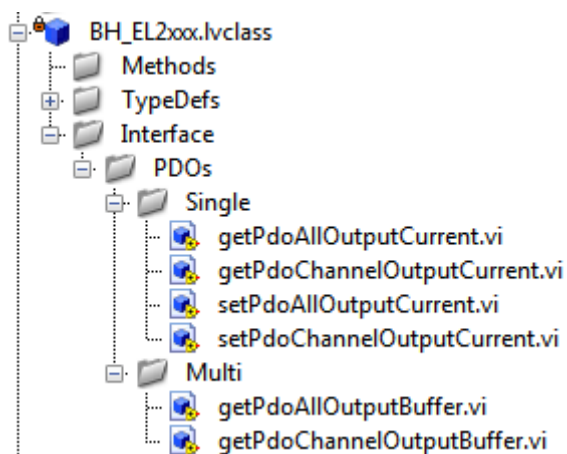 BH_EL2xxx.lvclass
Methods
TypeDefs
Interface
PDOs
Single
getPdoAllOutputCurrent.vi
getPdoChannelOutputCurrent.vi
setPdoAllOutputCurrent.vi
setPdoChannelOutputCurrent.vi
Multi
getPdoAllOutputBuffer.vi
getPdoChannelOutputBuffer.vi